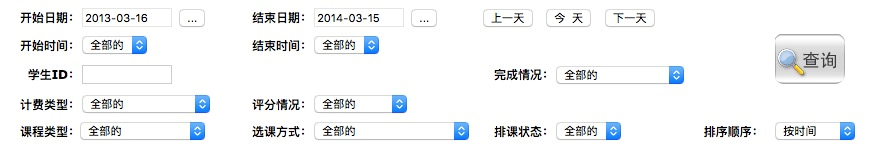 开始日期： 2013-03-16 ... 结束日期： 2014-03-15 ... 上一天 今 天 下一天
开始时间： 全部的 结束时间： 全部的
查询
学生ID： 完成情况： 全部的
计费类型： 全部的 评分情况： 全部的
课程类型： 全部的 选课方式： 全部的 排课状态： 全部的 排序顺序： 按时间